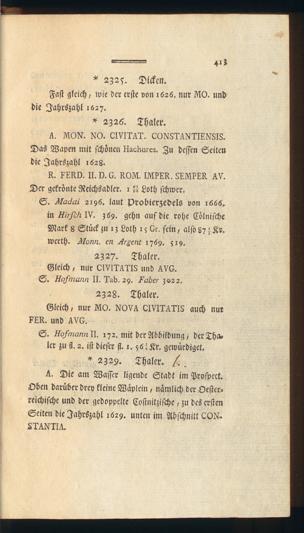 413
* 2325. Dicken.
Fast gleich, wie der erste von 1626. nur MO. und
die Jahrszahl 1627.
* 2326. Thaler.
A. MON. NO. CIVITAT. CONSTANTIENSIS.
Das Wapen mit schönen Hachures. Zu dessen Seiten
die Jahrszahl 1628.
R. FERD. II. D. G. ROM. IMPER. SEMPER AV.
Der gekrönte Reichsadler. 1 Loth schwer.
S. Madai 2196. laut Probierzedels von 1666.
in Hirsch IV. 369. gehn auf die rohe Cölnische
Mark 8 Stück zu 13 Loth 15 Gr. fein, also 87 Kr.
werth. Monn. en Argent 1769. 519.
2327. Thaler.
Gleich, nur CIVITATIS und AVG.
S. Hofmann II. Tab. 29. Faber 3022.
2328. Thaler.
Gleich, nur MO. NOVA CIVITATIS auch nur
FER. und AVG.
S. Hofmann II. 172. mit der Abbildung, der Tha-
ler zu fl. 2. ist dieser fl. 1. 56 Kr. gewürdiget.
* 2329. Thaler.
A. Die am Wasser ligende Stadt im Prospect.
Oben darüber drey kleine Wäplein, nämlich der Oester-
reichische und der gedoppelte Costnitzische, zu des ersten
Seiten die Jahrszahl 1629. unten im Abschnitt CON-
STANTIA.